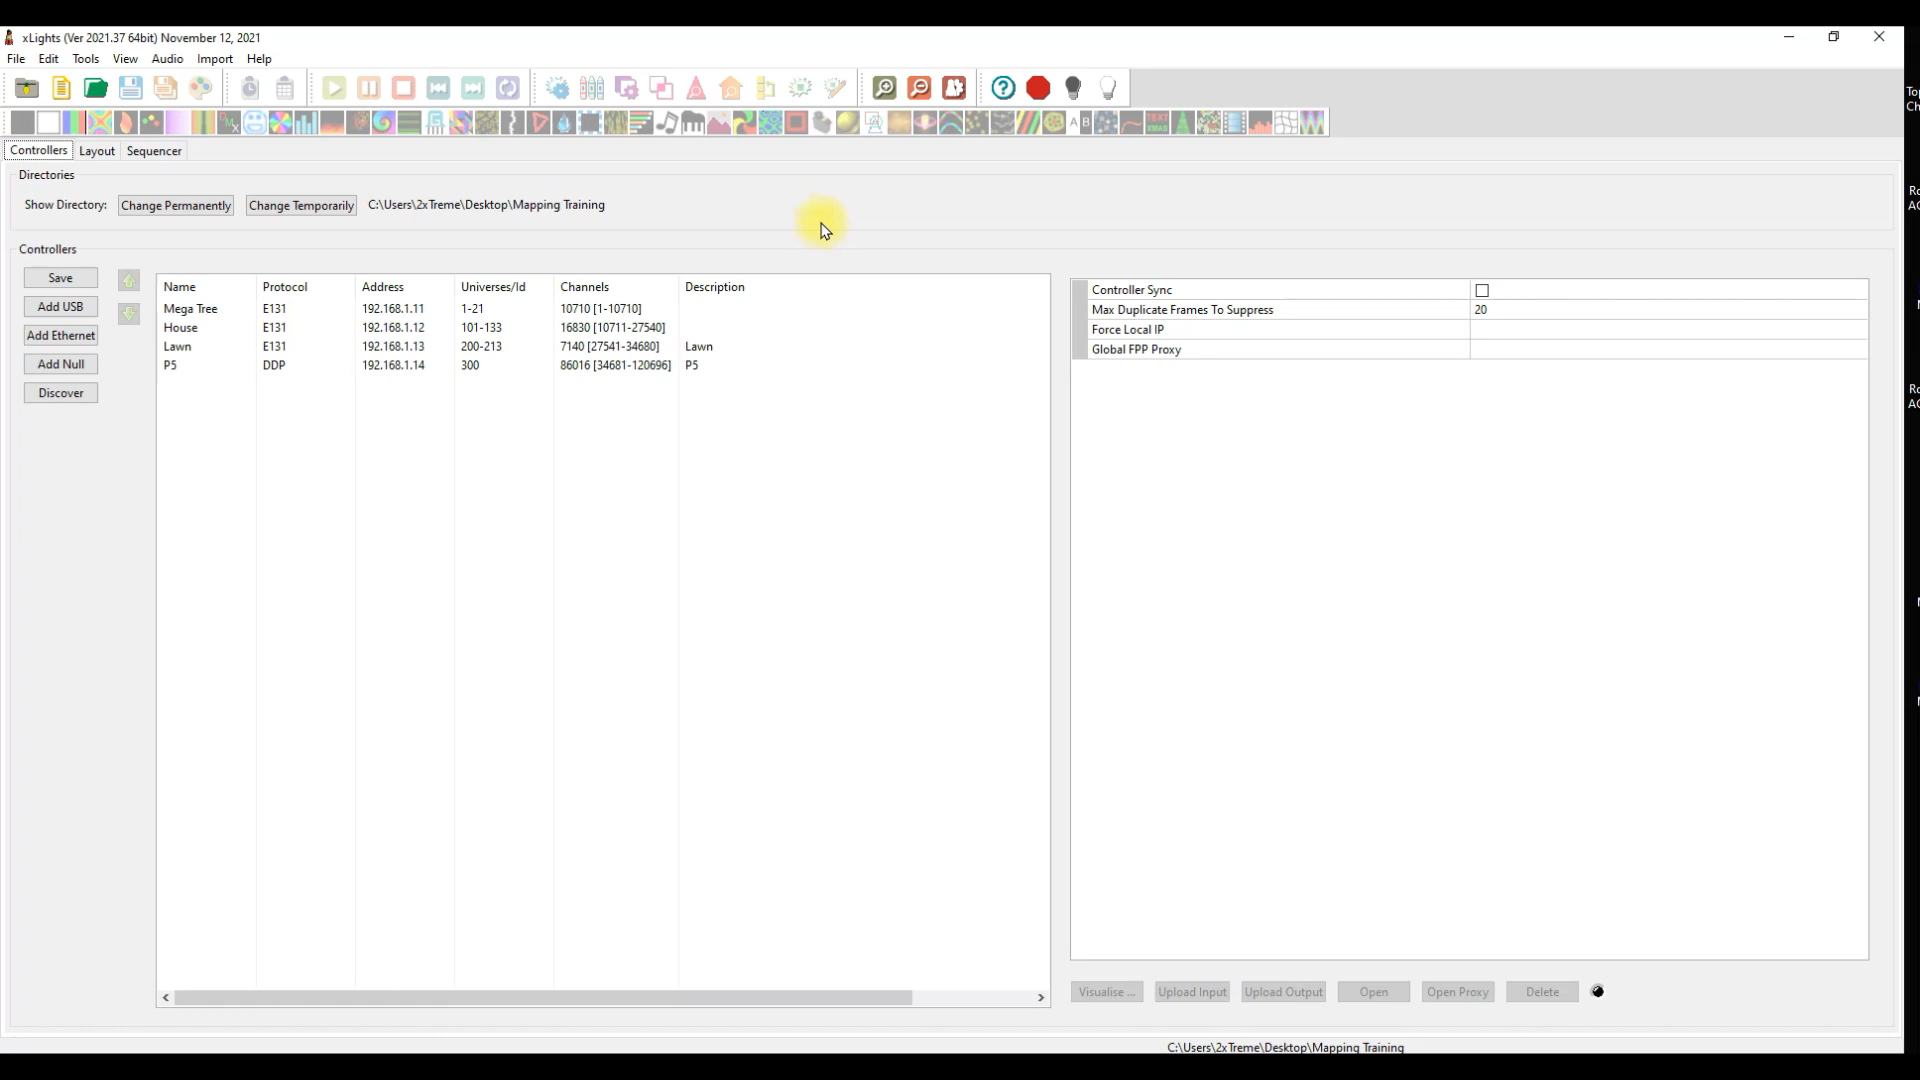 xLights (Ver 2021.37 64bit) November 12, 2021
File Edit Tools View Audio Import Help
Controllers Layout Sequencer
Directories
Show Directory: Change Permanently Change Temporarily C:\Users\2xTreme\Desktop\Mapping Training
Controllers
Save
Add USB
Add Ethernet
Add Null
Discover
Name Protocol Address Universes/Id Channels Description
Mega Tree E131 192.168.1.11 1-21 10710 [1-10710]
House E131 192.168.1.12 101-133 16830 [10711-27540]
Lawn E131 192.168.1.13 200-213 7140 [27541-34680] Lawn
P5 DDP 192.168.1.14 300 86016 [34681-120696] P5
Controller Sync
Max Duplicate Frames To Suppress 20
Force Local IP
Global FPP Proxy
Visualise ... Upload Input Upload Output Open Open Proxy Delete
C:\Users\2xTreme\Desktop\Mapping Training